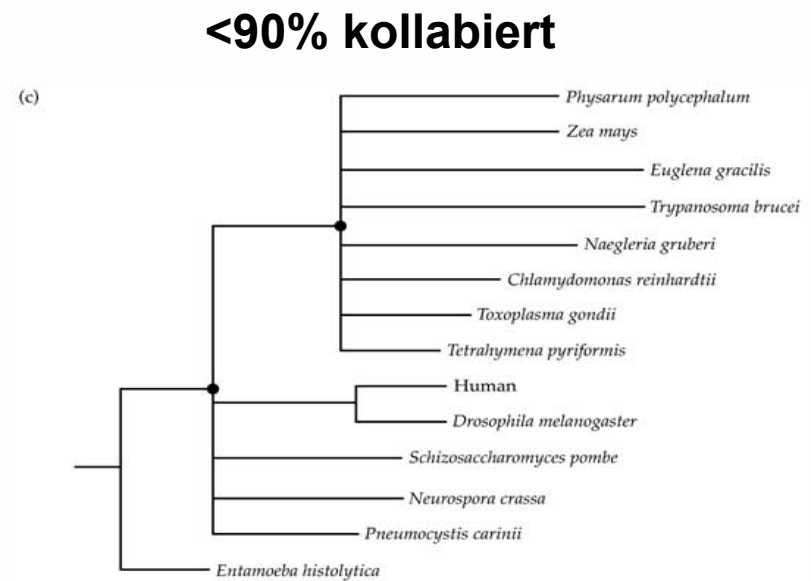 <90% kollabiert
(c)
Physarum polycephalum
Zea mays
Euglena gracilis
Trypanosoma brucei
Naegleria gruberi
Chlamydomonas reinhardtii
Toxoplasma gondii
Tetrahymena pyriformis
Human
Drosophila melanogaster
Schizosaccharomyces pombe
Neurospora crassa
Pneumocystis carinii
Entamoeba histolytica